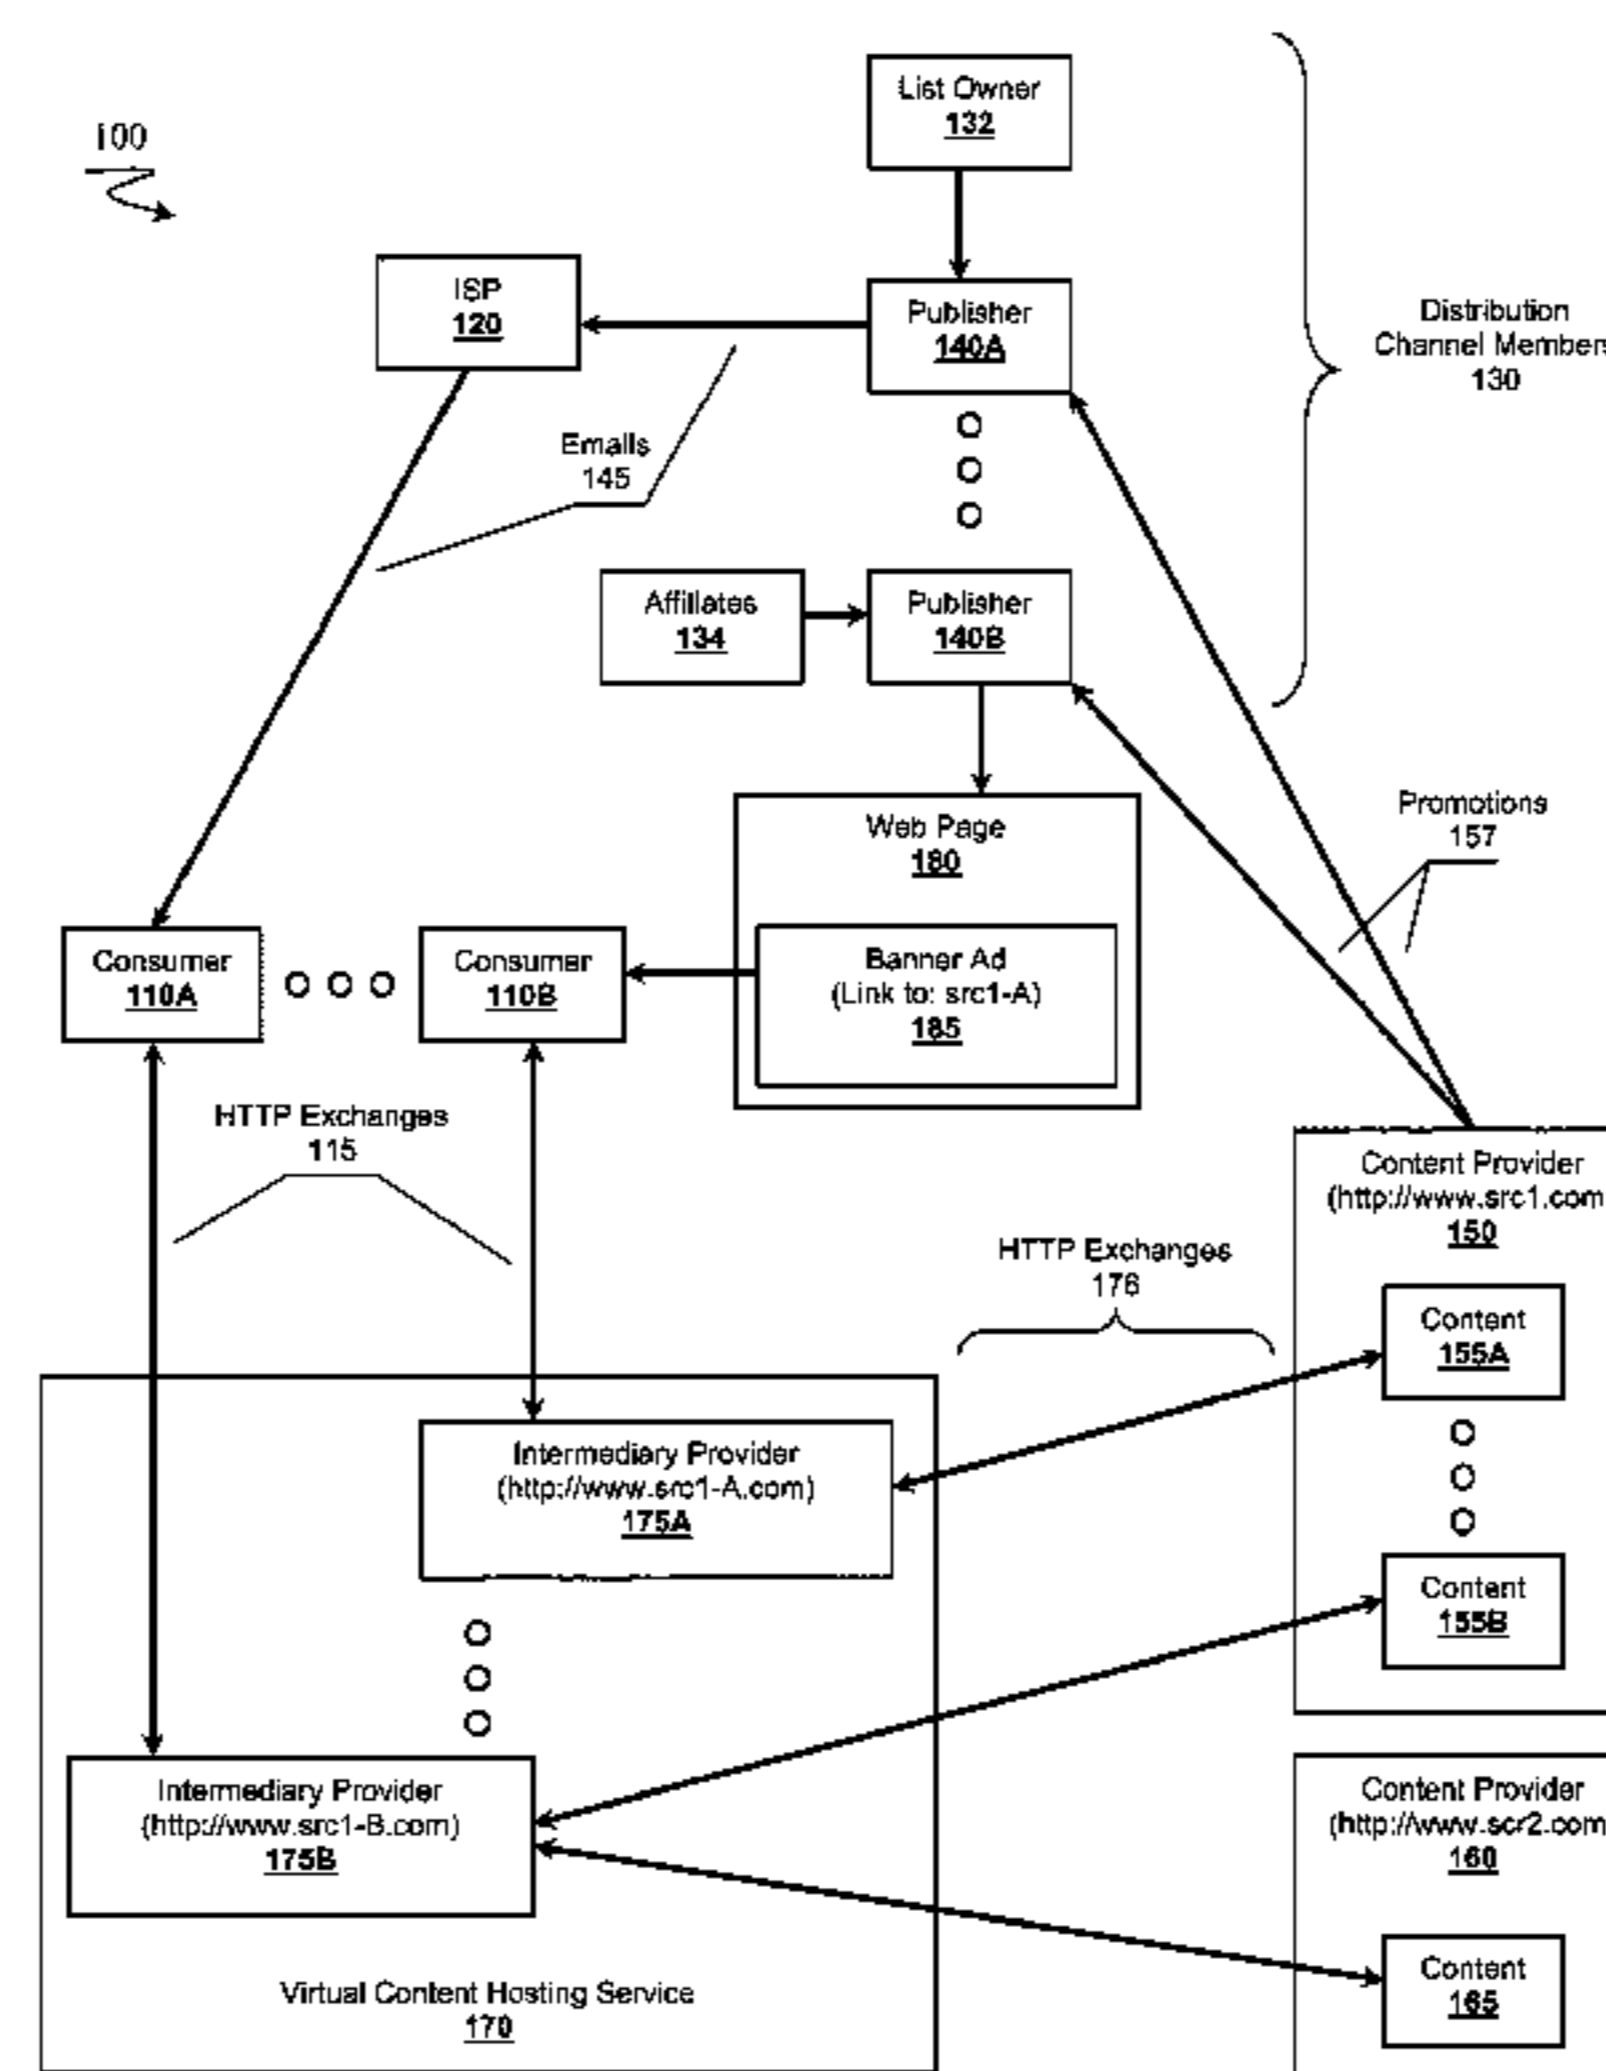 100
List Owner
132
ISP
120
Publisher
140A
Distribution
Channel Members
130
Emails
145
Affiliates
134
Publisher
140B
Promotions
157
Web Page
180
Consumer
110A
Consumer
110B
Banner Ad
(Link to: src1-A)
185
HTTP Exchanges
115
Content Provider
(http://www.src1.com
150
HTTP Exchanges
176
Content
155A
Intermediary Provider
(http://www.src1-A.com)
175A
Content
155B
Intermediary Provider
(http://www.src1-B.com)
175B
Content Provider
(http://www.scr2.com
160
Content
165
Virtual Content Hosting Service
170